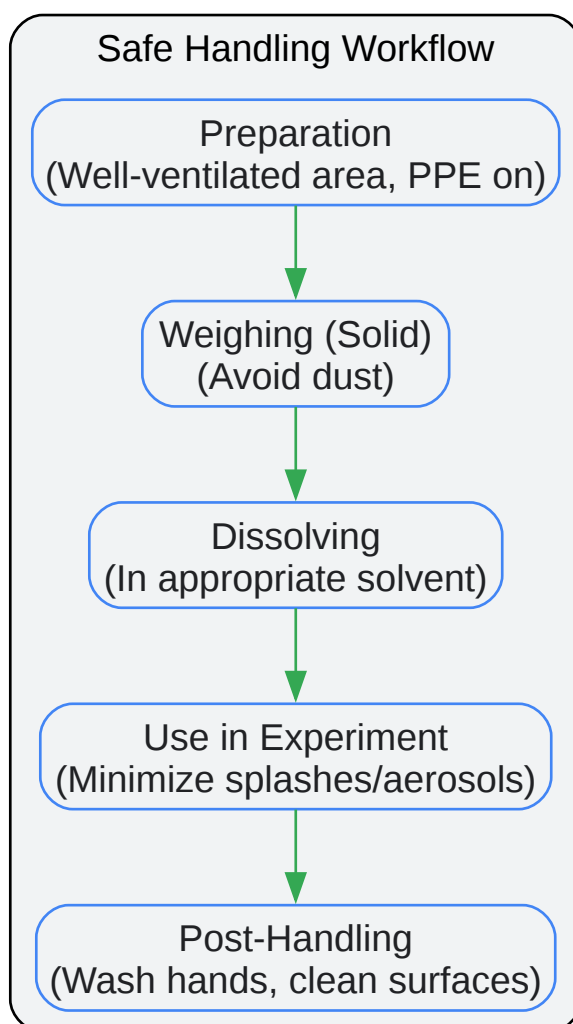 Safe Handling Workflow
Preparation
(Well-ventilated area, PPE on)
Weighing (Solid)
(Avoid dust)
Dissolving
(In appropriate solvent)
Use in Experiment
(Minimize splashes/aerosols)
Post-Handling
(Wash hands, clean surfaces)